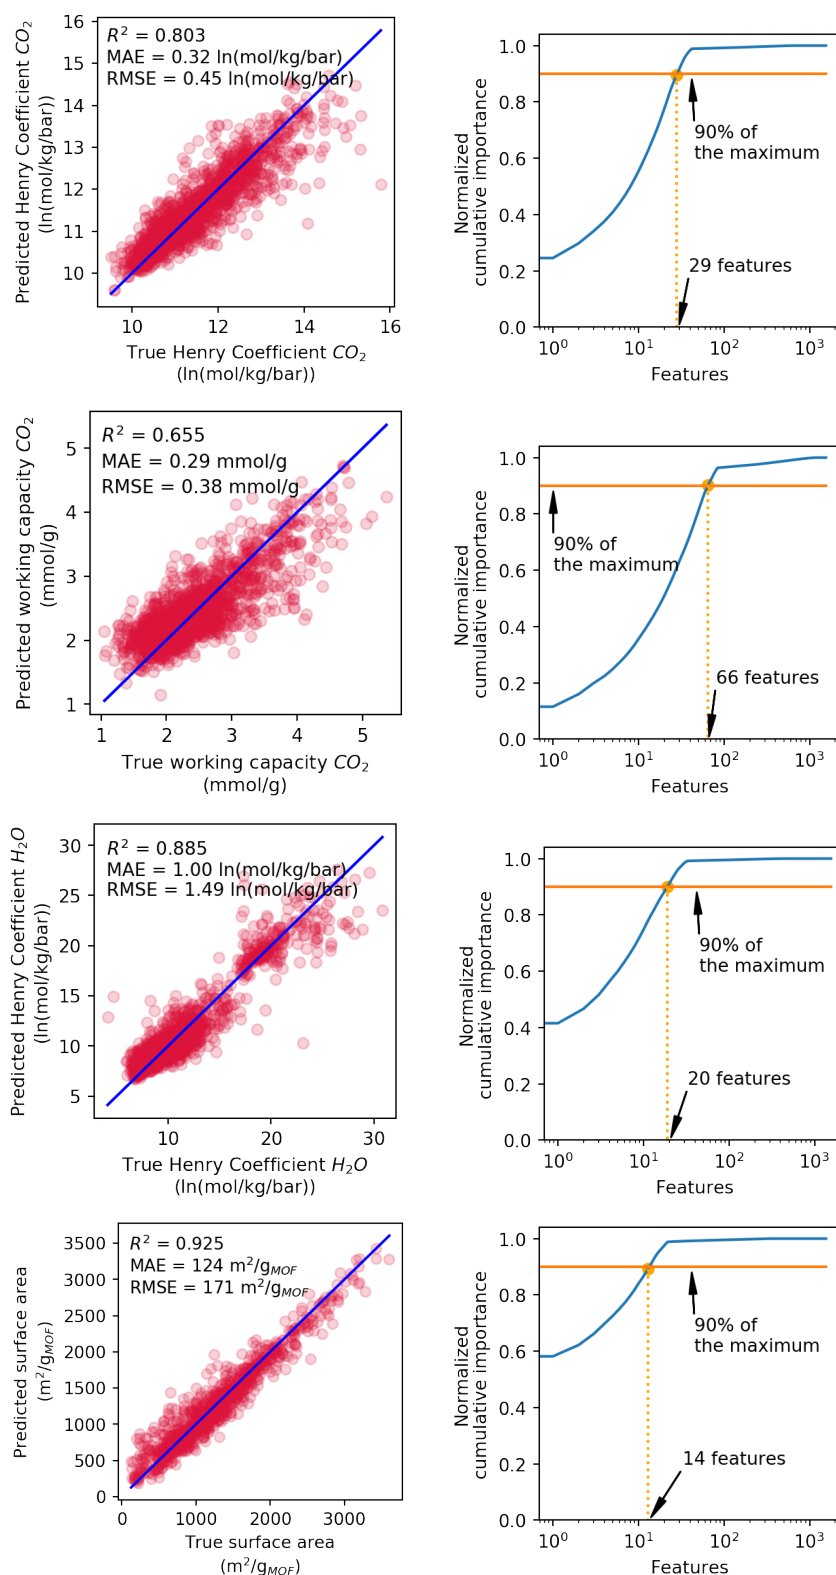 R² = 0.803
MAE = 0.32 ln(mol/kg/bar)
RMSE = 0.45 ln(mol/kg/bar)
16
15
14
13
12
11
10
10
12
14
16
Predicted Henry Coefficient CO₂
(ln(mol/kg/bar))
True Henry Coefficient CO₂
(ln(mol/kg/bar))
1.0
0.8
0.6
0.4
0.2
0.0
Normalized
cumulative importance
90% of
the maximum
29 features
10⁰
10¹
10²
10³
Features
R² = 0.655
MAE = 0.29 mmol/g
RMSE = 0.38 mmol/g
5
4
3
2
1
1
2
3
4
5
Predicted working capacity CO₂
(mmol/g)
True working capacity CO₂
(mmol/g)
1.0
0.8
0.6
0.4
0.2
0.0
Normalized
cumulative importance
90% of
the maximum
66 features
10⁰
10¹
10²
10³
Features
R² = 0.885
MAE = 1.00 ln(mol/kg/bar)
RMSE = 1.49 ln(mol/kg/bar)
30
25
20
15
10
5
10
20
30
Predicted Henry Coefficient H₂O
(ln(mol/kg/bar))
True Henry Coefficient H₂O
(ln(mol/kg/bar))
1.0
0.8
0.6
0.4
0.2
0.0
Normalized
cumulative importance
90% of
the maximum
20 features
10⁰
10¹
10²
10³
Features
R² = 0.925
MAE = 124 m²/g_MOF
RMSE = 171 m²/g_MOF
3500
3000
2500
2000
1500
1000
500
0
0
1000
2000
3000
Predicted surface area
(m²/g_MOF)
True surface area
(m²/g_MOF)
1.0
0.8
0.6
0.4
0.2
0.0
Normalized
cumulative importance
90% of
the maximum
14 features
10⁰
10¹
10²
10³
Features